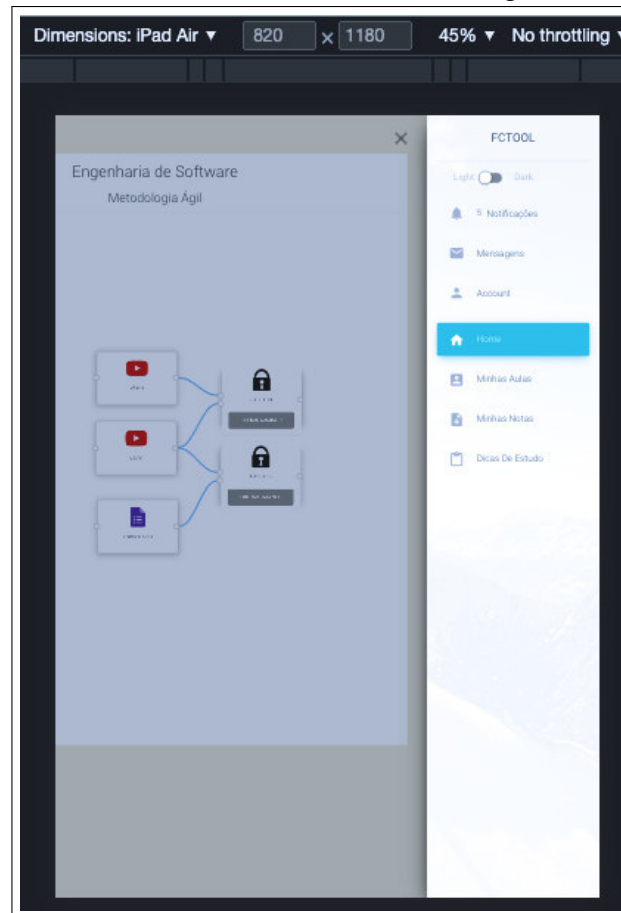 Dimensions: iPad Air ▼ 820 × 1180 45% ▼ No throttling
FCTOOL
Engenharia de Software
Metodologia Ágil
Light Dark
5 Notificações
Mensagens
Account
Home
Minhas Aulas
Minhas Notas
Dicas De Estudo